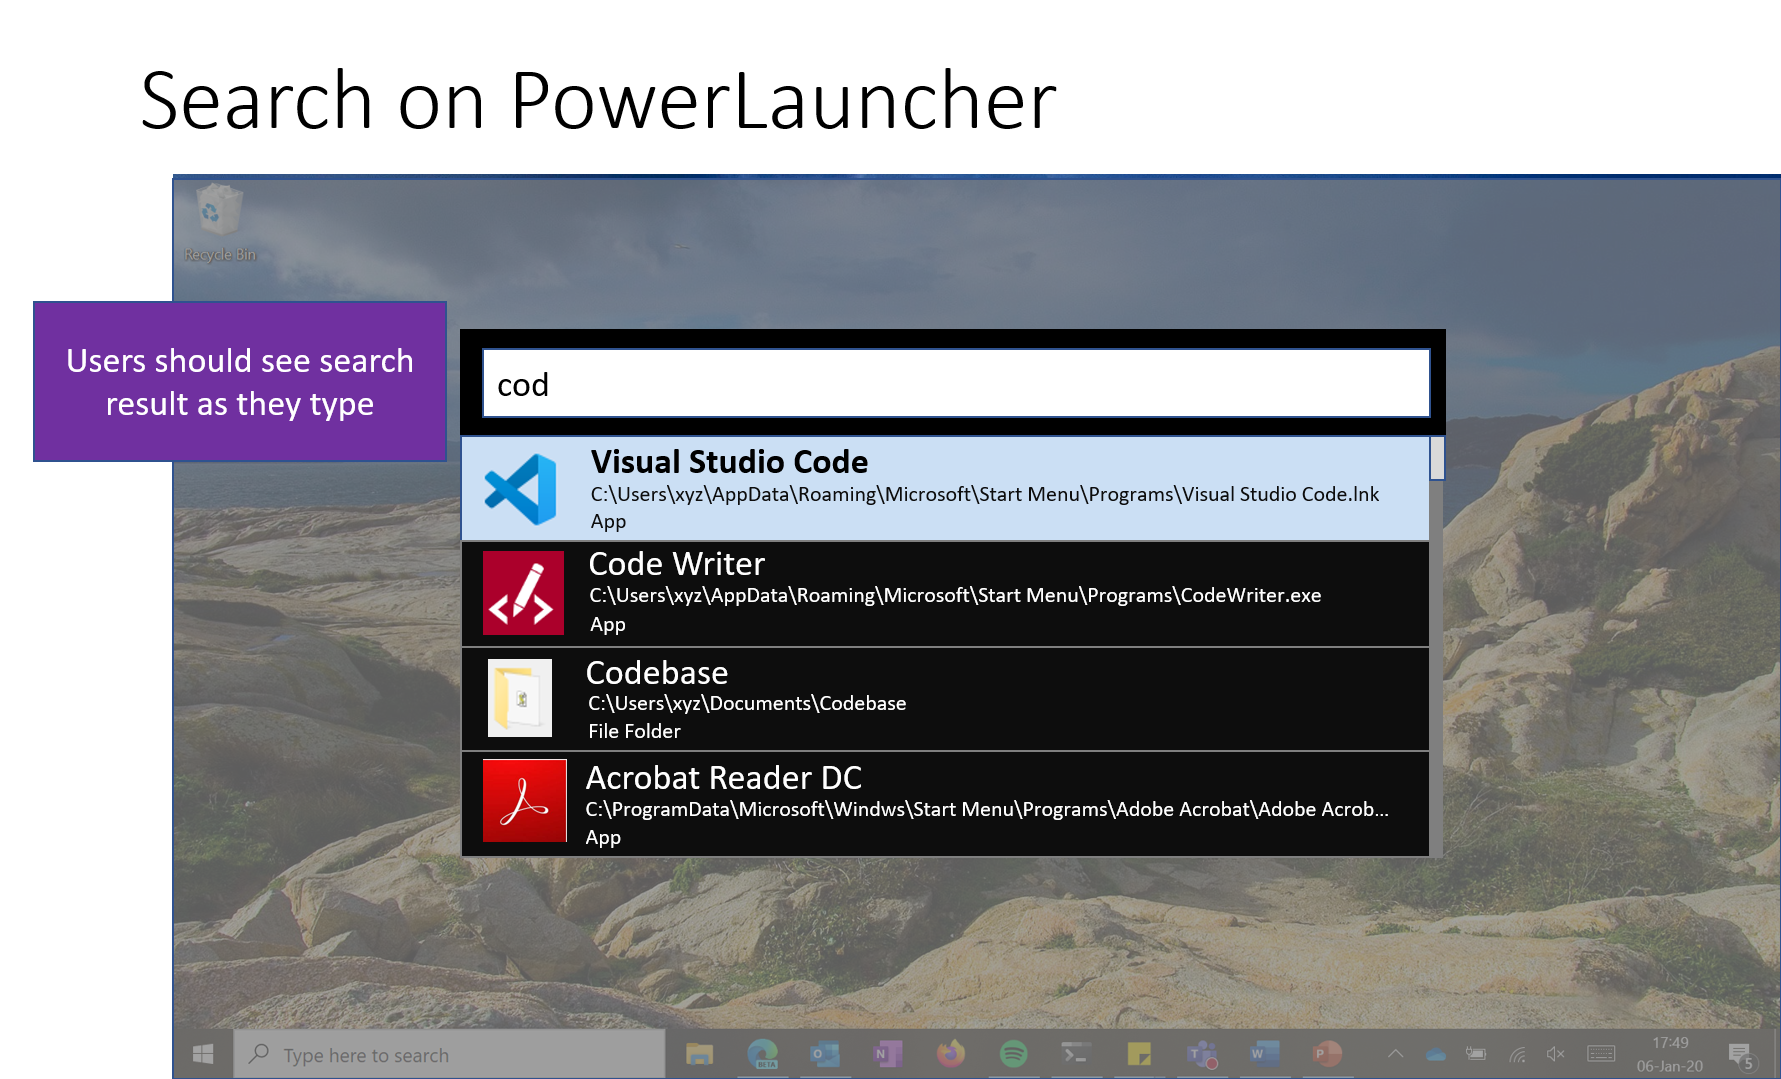 Search on PowerLauncher
Recycle Bin
Users should see search
result as they type
cod
Visual Studio Code
C:\Users\xyz\AppData\Roaming\Microsoft\Start Menu\Programs\Visual Studio Code.lnk
App
Code Writer
C:\Users\xyz\AppData\Roaming\Microsoft\Start Menu\Programs\CodeWriter.exe
App
Codebase
C:\Users\xyz\Documents\Codebase
File Folder
Acrobat Reader DC
C:\ProgramData\Microsoft\Windws\Start Menu\Programs\Adobe Acrobat\Adobe Acrob...
App
Type here to search
BETA
17:49
06-Jan-20
5